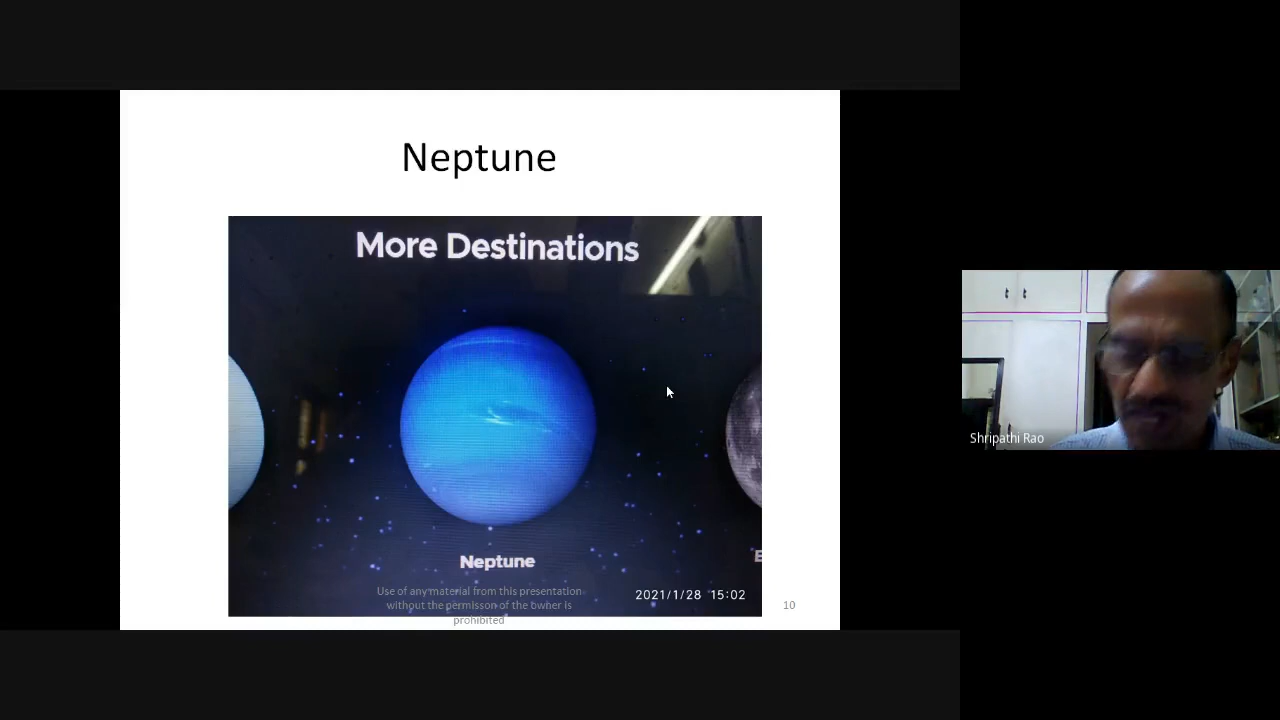 Neptune
More Destinations
Neptune
Use of any material from this presentation
without the permisson of the owner is
prohibited
2021/1/28 15:02
10
Shripathi Rao